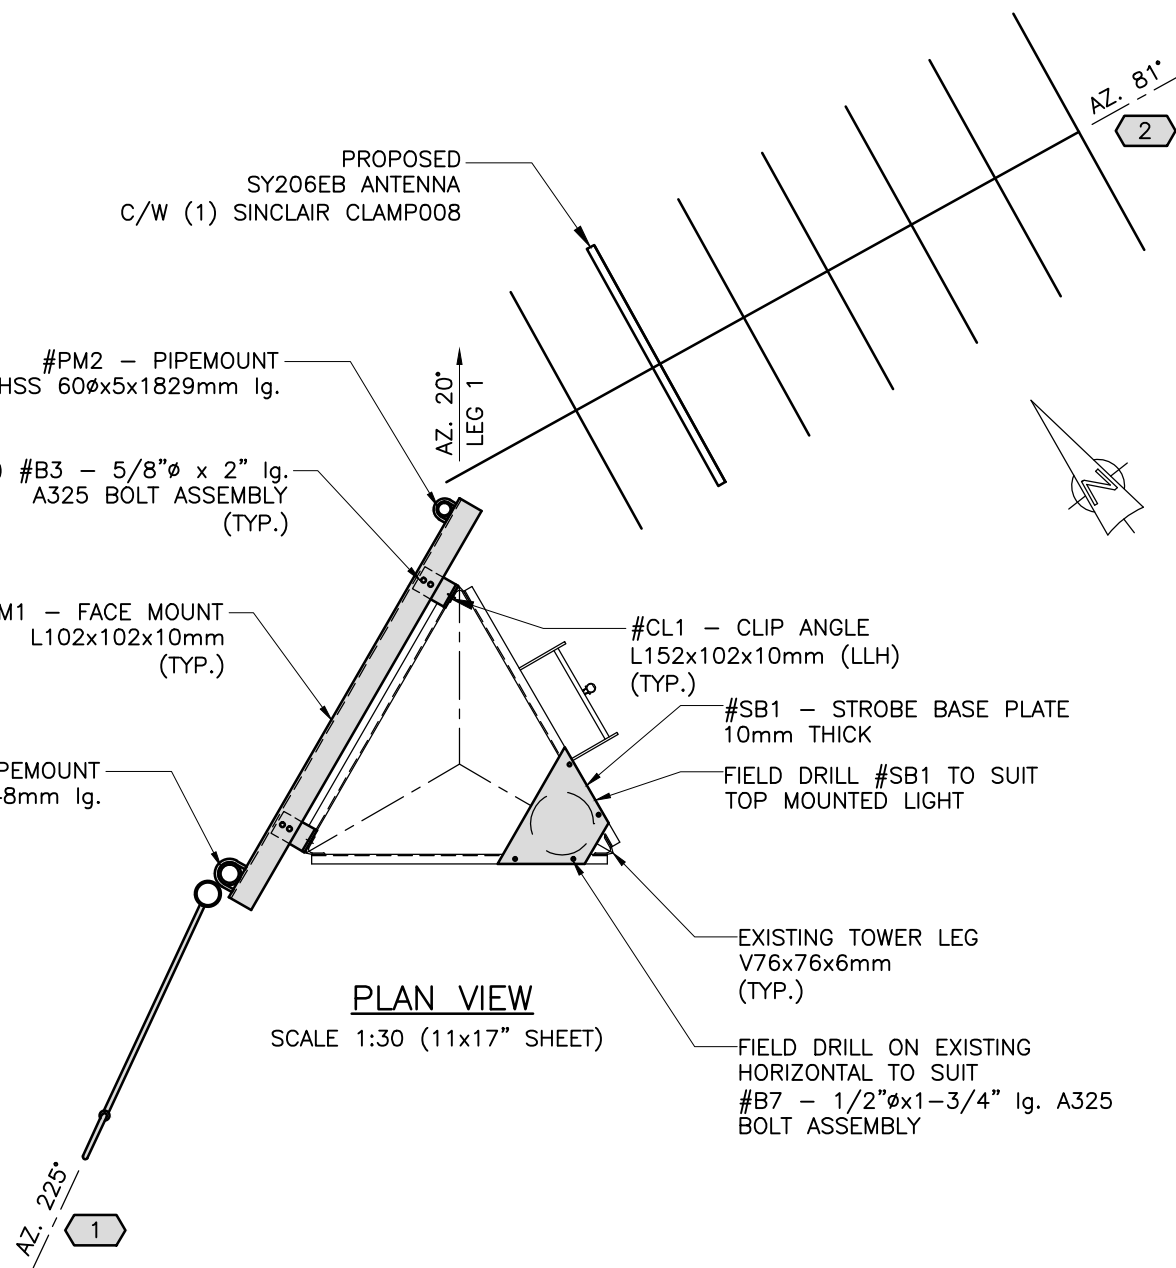 AZ. 81°
2
PROPOSED
SY206EB ANTENNA
C/W (1) SINCLAIR CLAMP008
#PM2 – PIPEMOUNT
HSS 60øx5x1829mm lg.
AZ. 20°
LEG 1
) #B3 – 5/8"ø x 2" lg.
A325 BOLT ASSEMBLY
(TYP.)
N
M1 – FACE MOUNT
L102x102x10mm
(TYP.)
#CL1 – CLIP ANGLE
L152x102x10mm (LLH)
(TYP.)
#SB1 – STROBE BASE PLATE
10mm THICK
PEMOUNT
8mm lg.
FIELD DRILL #SB1 TO SUIT
TOP MOUNTED LIGHT
EXISTING TOWER LEG
V76x76x6mm
(TYP.)
PLAN VIEW
SCALE 1:30 (11x17" SHEET)
FIELD DRILL ON EXISTING
HORIZONTAL TO SUIT
#B7 – 1/2"øx1-3/4" lg. A325
BOLT ASSEMBLY
AZ. 225°
1